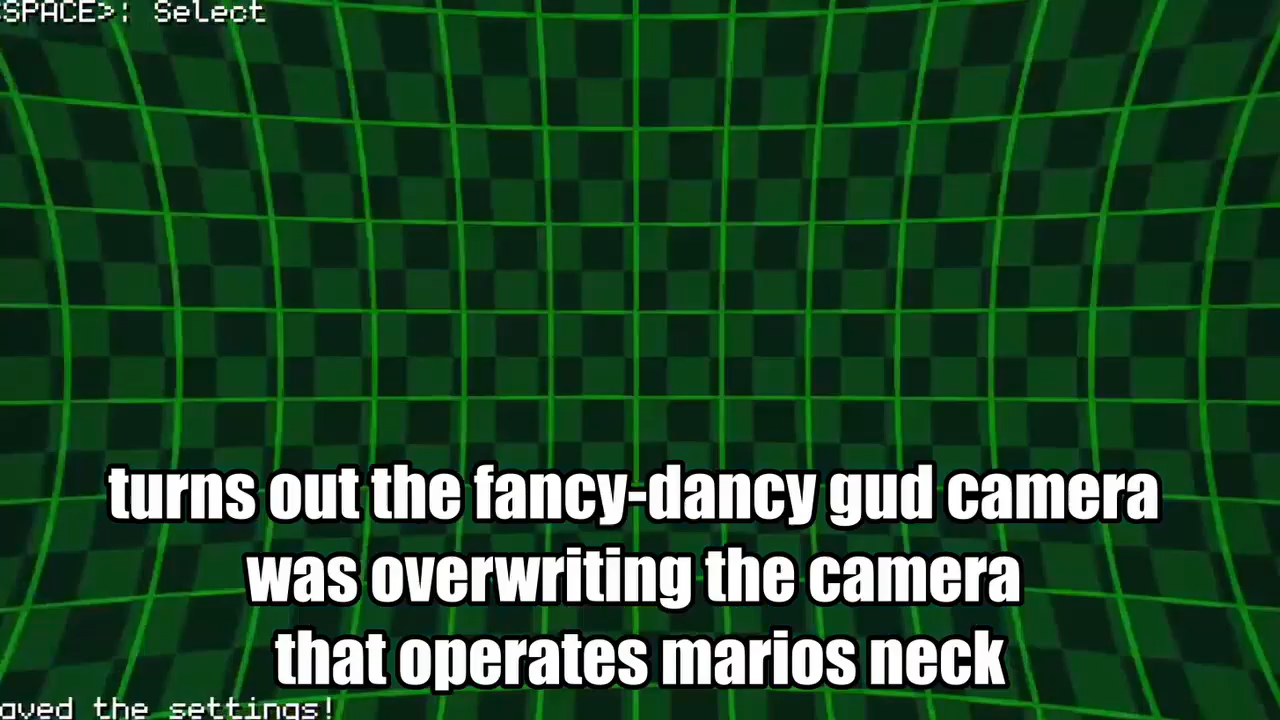 SPACE>: Select
turns out the fancy-dancy gud camera
was overwriting the camera
that operates marios neck
aved the settings!